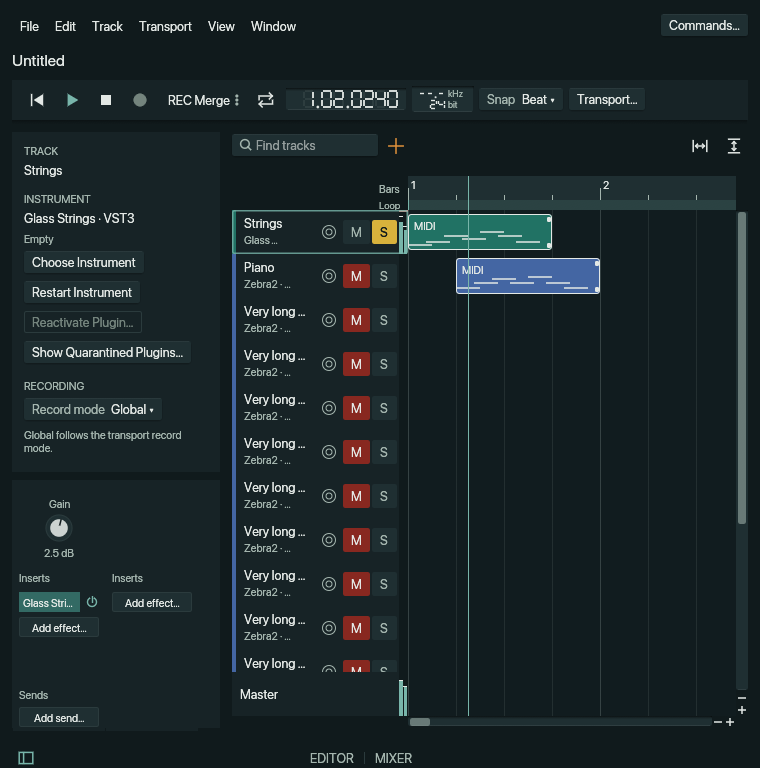 File Edit Track Transport View Window Commands...
Untitled
REC Merge 1.02.0240 --.- kHz
24 bit
Snap Beat Transport...
TRACK
Strings
INSTRUMENT
Glass Strings · VST3
Empty
Choose Instrument
Restart Instrument
Reactivate Plugin...
Show Quarantined Plugins...
RECORDING
Record mode Global
Global follows the transport record
mode.
Gain
2.5 dB
Inserts Inserts
Glass Stri... Add effect...
Add effect...
Sends
Add send...
Find tracks
Bars 1 2
Loop
Strings M S MIDI
Glass ...
Piano M S MIDI
Zebra2 · ...
Very long ... M S
Zebra2 · ...
Very long ... M S
Zebra2 · ...
Very long ... M S
Zebra2 · ...
Very long ... M S
Zebra2 · ...
Very long ... M S
Zebra2 · ...
Very long ... M S
Zebra2 · ...
Very long ... M S
Zebra2 · ...
Very long ... M S
Zebra2 · ...
Very long ... M S
Master
EDITOR MIXER